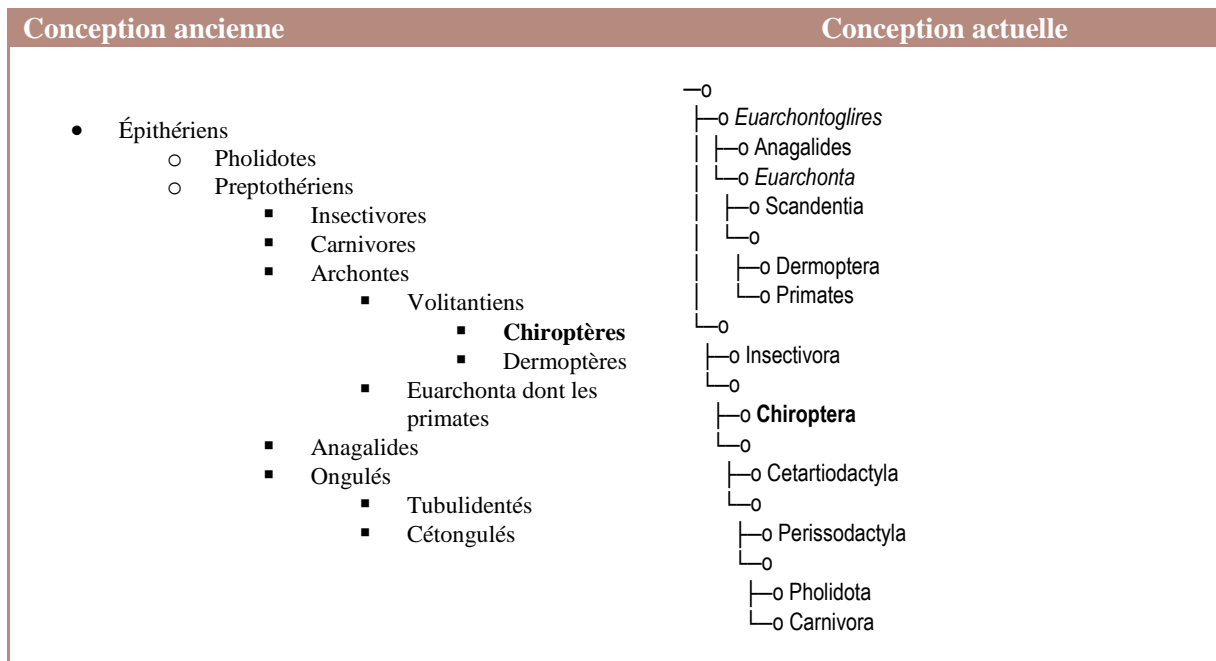 Conception ancienne
Conception actuelle
• Épithériens
o Pholidotes
o Preptothériens
▪ Insectivores
▪ Carnivores
▪ Archontes
▪ Volitantiens
▪ Chiroptères
▪ Dermoptères
▪ Euarchonta dont les
primates
▪ Anagalides
▪ Ongulés
▪ Tubulidentés
▪ Cétongulés
─o
├─o Euarchontoglires
│ ├─o Anagalides
│ └─o Euarchonta
│ ├─o Scandentia
│ └─o
│ ├─o Dermoptera
│ └─o Primates
└─o
├─o Insectivora
└─o
├─o Chiroptera
└─o
├─o Cetartiodactyla
└─o
├─o Perissodactyla
└─o
├─o Pholidota
└─o Carnivora